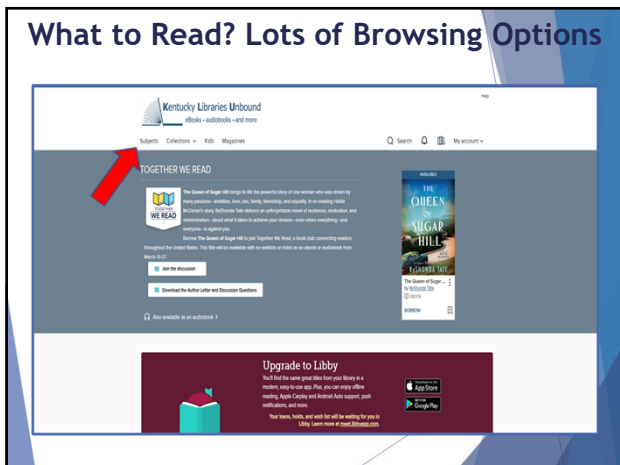 What to Read? Lots of Browsing Options
Help
Kentucky Libraries Unbound
eBooks • audiobooks • and more
Subjects Collections Kids Magazines
Search My account
TOGETHER WE READ
TOGETHER
WE READ
The Queen of Sugar Hill brings to life the powerful story of one woman who was driven by
many passions—ambition, love, sex, family, friendship, and equality. In re-creating Hattie
McDaniel's story, ReShonda Tate delivers an unforgettable novel of resilience, dedication, and
determination—about what it takes to achieve your dreams—even when everything—and
everyone—is against you.
Borrow The Queen of Sugar Hill to join Together We Read, a book club connecting readers
throughout the United States. This title will be available with no waitlists or holds as an ebook or audiobook from
March 13-27.
Join the discussion
Download the Author Letter and Discussion Questions
Also available as an audiobook >
AVAILABLE
THE
QUEEN
OF
SUGAR
HILL
ReSHONDA TATE
The Queen of Sugar ...
by ReShonda Tate
EBOOK
BORROW
Upgrade to Libby
You'll find the same great titles from your library in a
modern, easy-to-use app. Plus, you can enjoy offline
reading, Apple Carplay and Android Auto support, push
notifications, and more.
Your loans, holds, and wish list will be waiting for you in
Libby. Learn more at meet.libbyapp.com.
Download on the
App Store
GET IT ON
Google Play